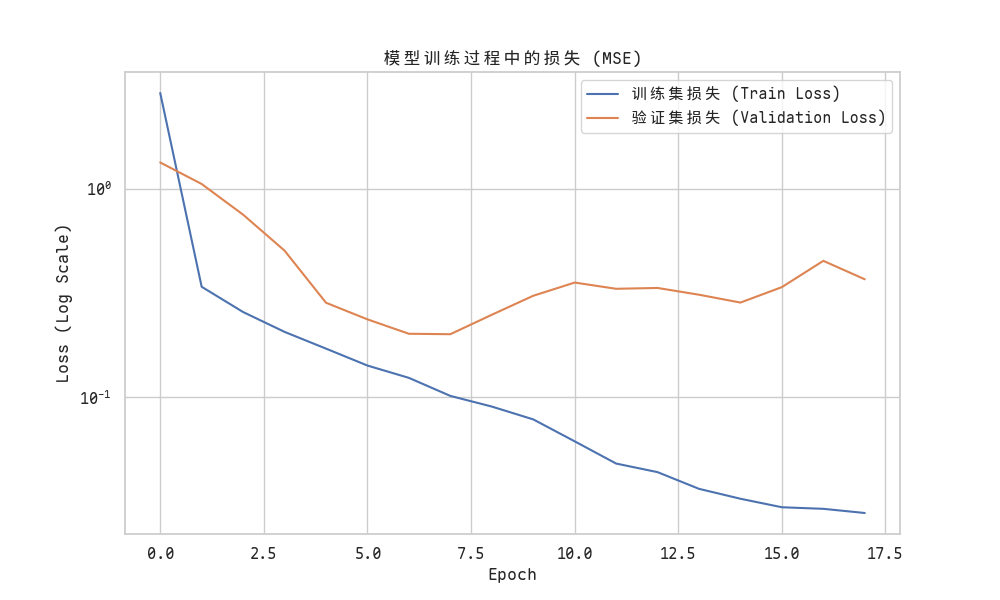 模型训练过程中的损失 (MSE)
训练集损失 (Train Loss)
验证集损失 (Validation Loss)
Loss (Log Scale)
10⁰
10⁻¹
0.0 2.5 5.0 7.5 10.0 12.5 15.0 17.5
Epoch